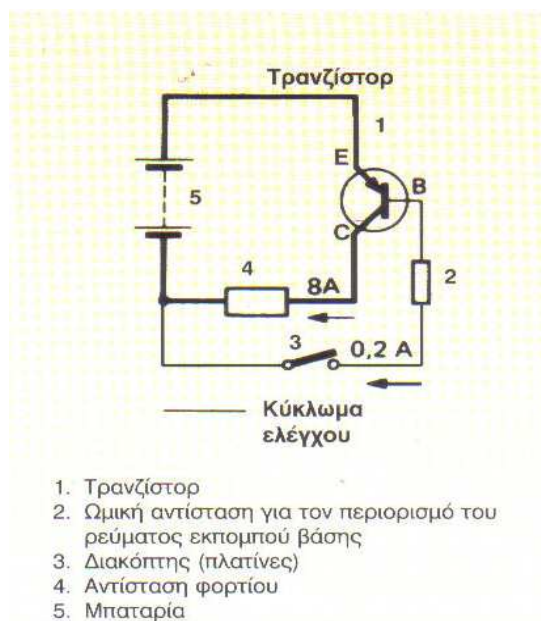 Τρανζίστορ
1
E
B
5
C
4
8A
2
3
0,2 A
Κύκλωμα
ελέγχου
1. Τρανζίστορ
2. Ωμική αντίσταση για τον περιορισμό του
ρεύματος εκπομπού βάσης
3. Διακόπτης (πλατίνες)
4. Αντίσταση φορτίου
5. Μπαταρία